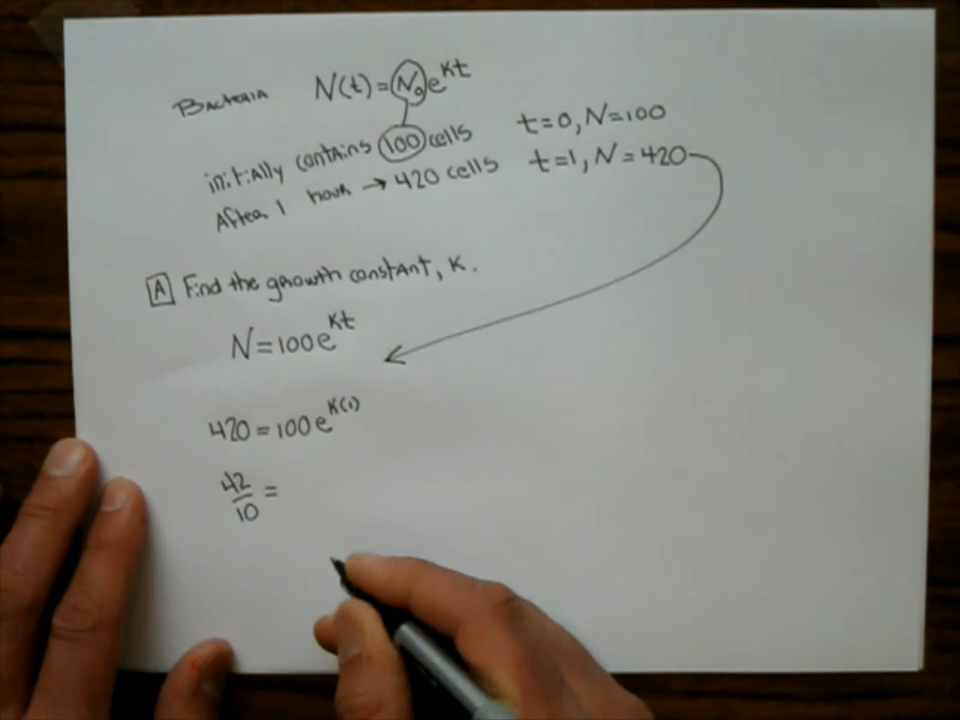 Bacteria N(t)=N₀e^kt
initially contains 100 cells t=0, N=100
After 1 hour → 420 cells t=1, N=420
A Find the growth constant, K.
N=100e^kt
420=100e^k(1)
42/10 =